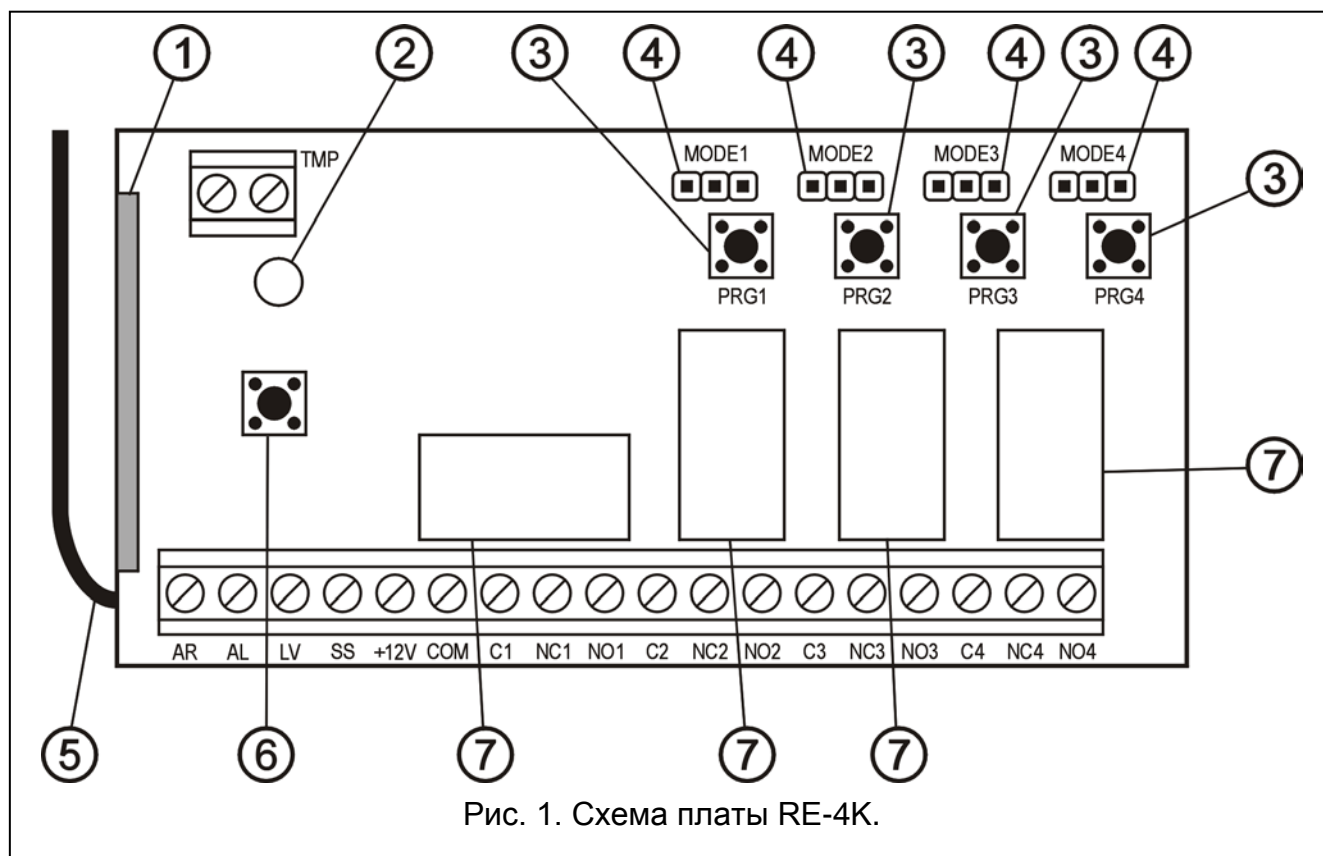 1 2 3 4 4 3 4 3 4
TMP MODE1 MODE2 MODE3 MODE4
3
PRG1 PRG2 PRG3 PRG4
7
AR AL LV SS +12V COM C1 NC1 NO1 C2 NC2 NO2 C3 NC3 NO3 C4 NC4 NO4
5 6 7 7 7
Рис. 1. Схема платы RE-4K.